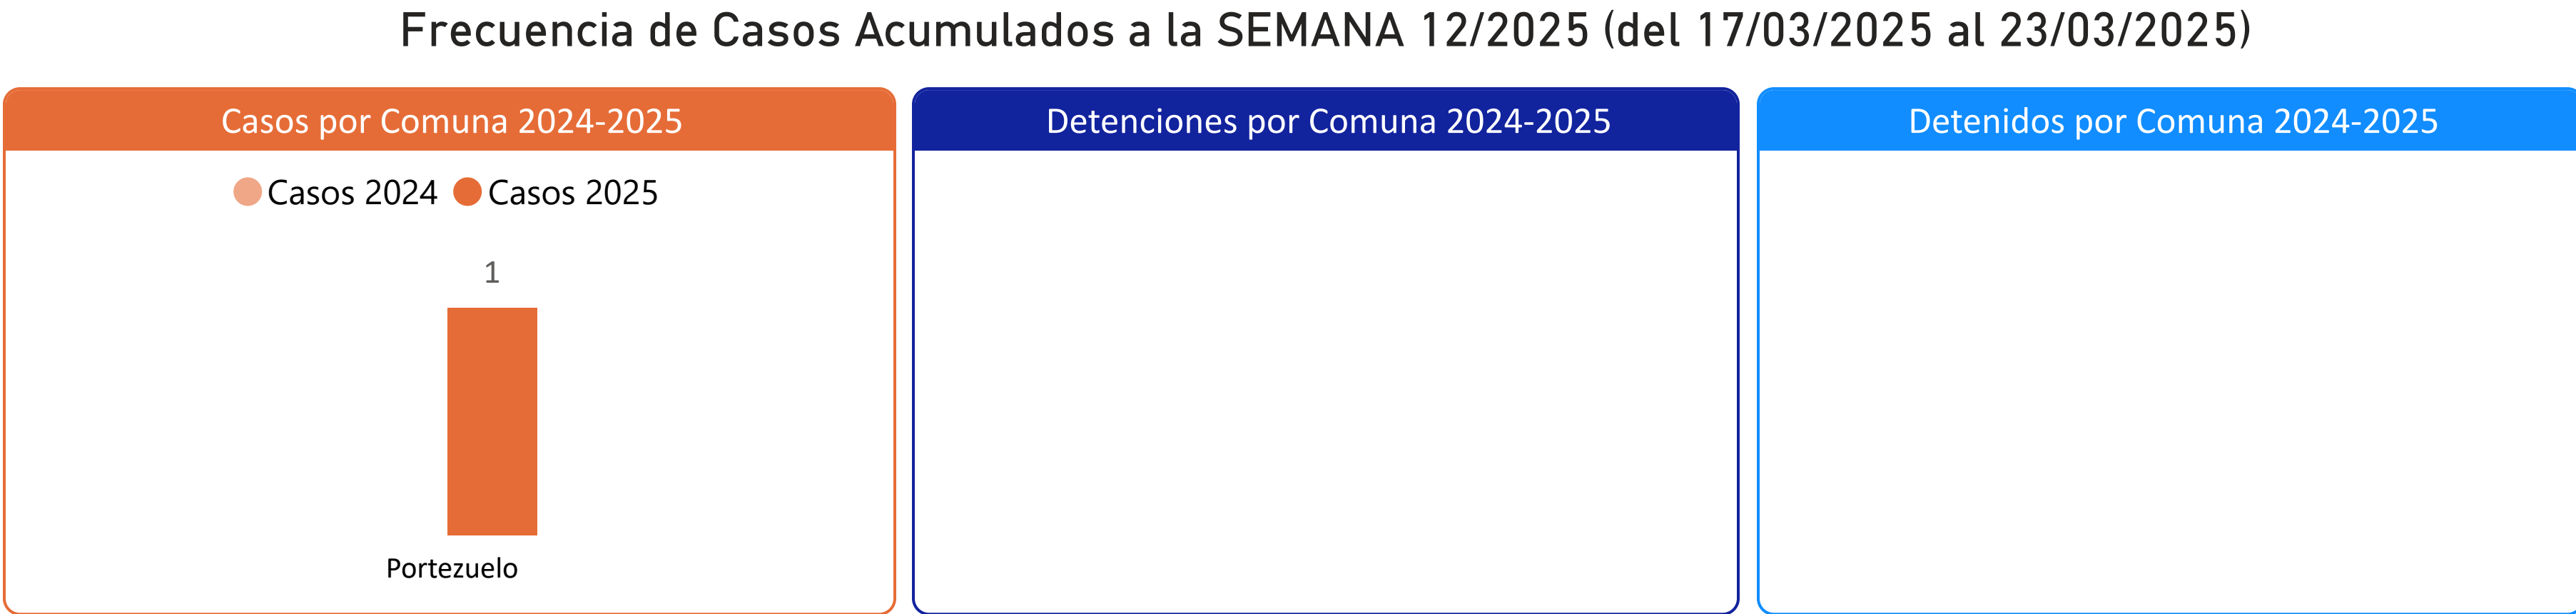 Frecuencia de Casos Acumulados a la SEMANA 12/2025 (del 17/03/2025 al 23/03/2025)
Casos por Comuna 2024-2025
Casos 2024 Casos 2025
1
Portezuelo
Detenciones por Comuna 2024-2025
Detenidos por Comuna 2024-2025